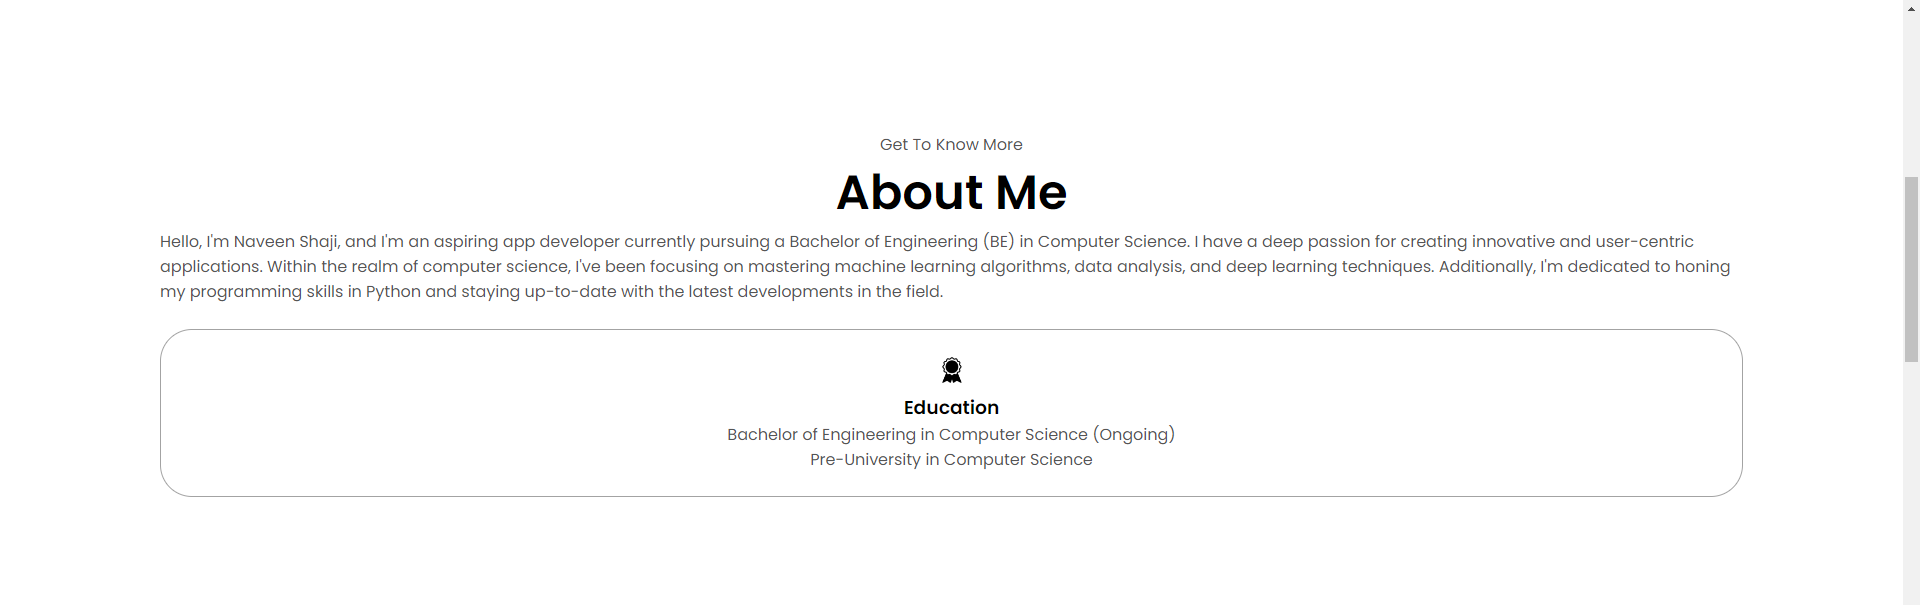 Get To Know More
About Me
Hello, I'm Naveen Shaji, and I'm an aspiring app developer currently pursuing a Bachelor of Engineering (BE) in Computer Science. I have a deep passion for creating innovative and user-centric
applications. Within the realm of computer science, I've been focusing on mastering machine learning algorithms, data analysis, and deep learning techniques. Additionally, I'm dedicated to honing
my programming skills in Python and staying up-to-date with the latest developments in the field.
Education
Bachelor of Engineering in Computer Science (Ongoing)
Pre-University in Computer Science